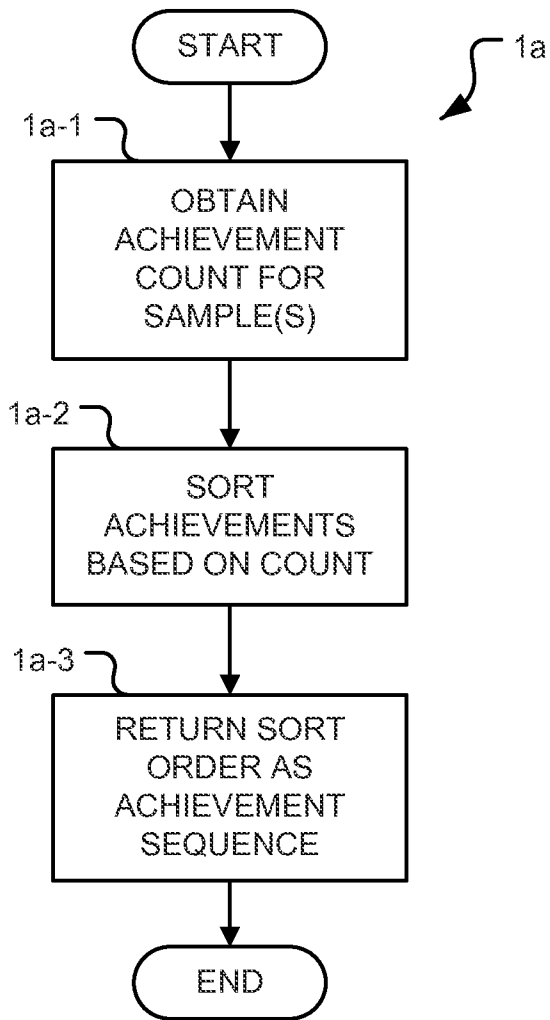 START
1a
1a-1
OBTAIN
ACHIEVEMENT
COUNT FOR
SAMPLE(S)
1a-2
SORT
ACHIEVEMENTS
BASED ON COUNT
1a-3
RETURN SORT
ORDER AS
ACHIEVEMENT
SEQUENCE
END